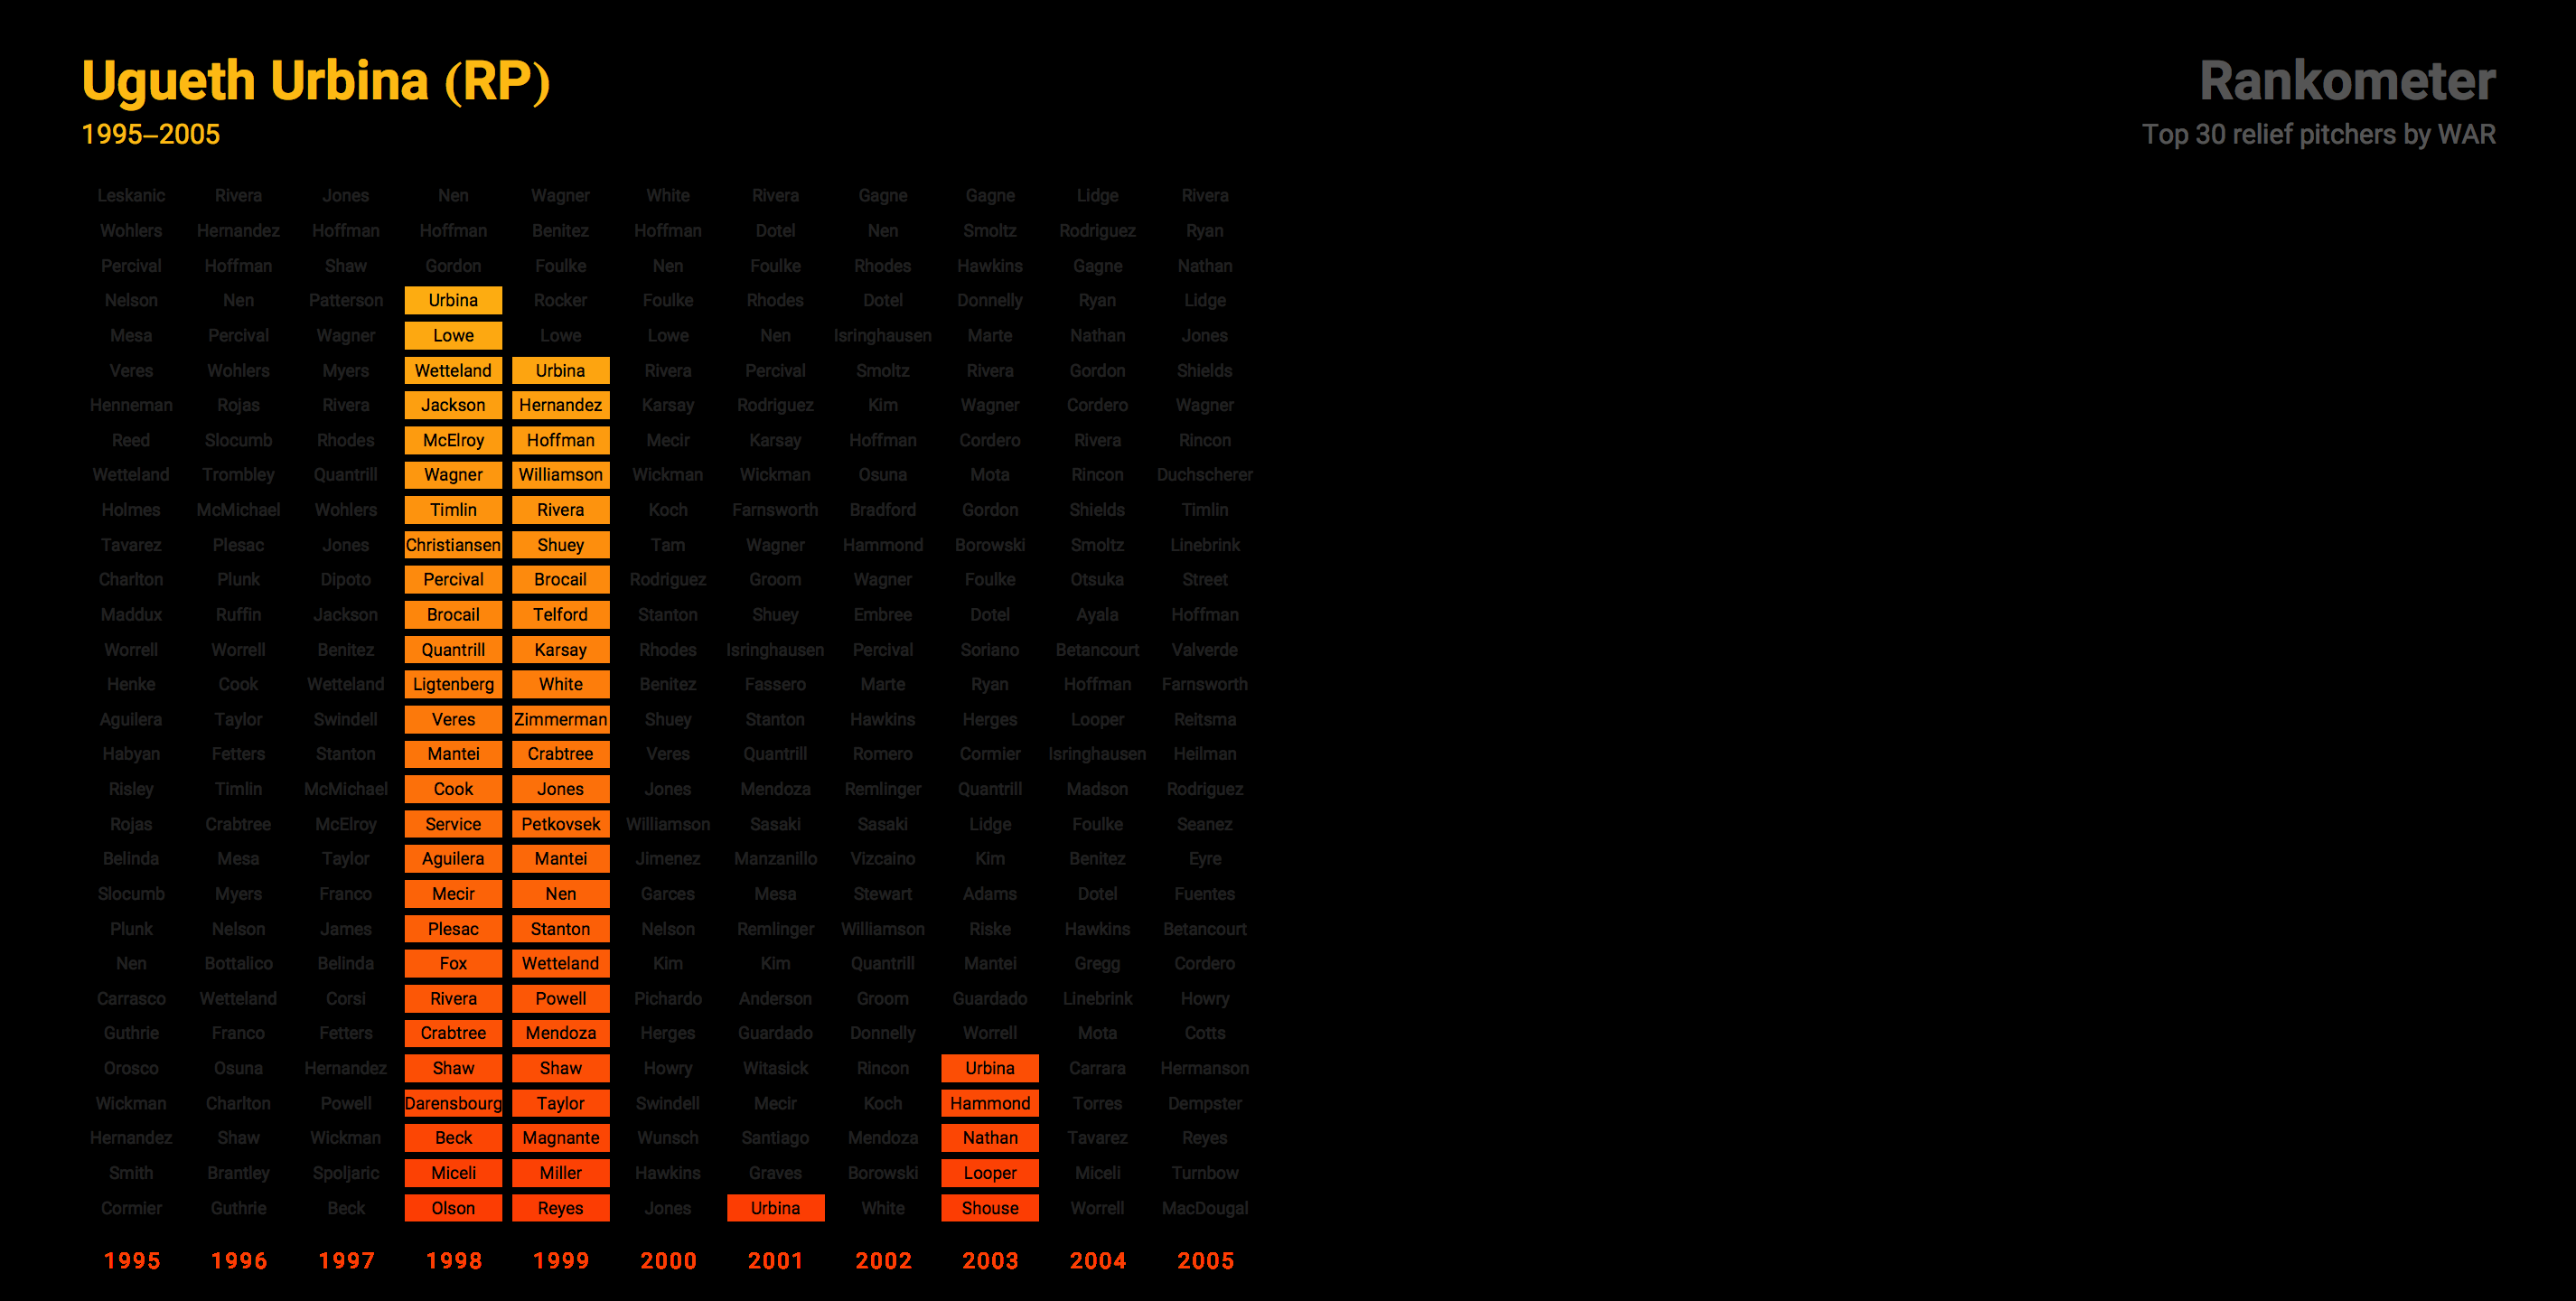 Ugueth Urbina (RP)
1995–2005
Rankometer
Top 30 relief pitchers by WAR
Leskanic Rivera Jones Nen Wagner White Rivera Gagne Gagne Lidge Rivera
Wohlers Hernandez Hoffman Hoffman Benitez Hoffman Dotel Nen Smoltz Rodriguez Ryan
Percival Hoffman Shaw Gordon Foulke Nen Foulke Rhodes Hawkins Gagne Nathan
Nelson Nen Patterson Urbina Rocker Foulke Rhodes Dotel Donnelly Ryan Lidge
Mesa Percival Wagner Lowe Lowe Lowe Nen Isringhausen Marte Nathan Jones
Veres Wohlers Myers Wetteland Urbina Rivera Percival Smoltz Rivera Gordon Shields
Henneman Rojas Rivera Jackson Hernandez Karsay Rodriguez Kim Wagner Cordero Wagner
Reed Slocumb Rhodes McElroy Hoffman Mecir Karsay Hoffman Cordero Rivera Rincon
Wetteland Trombley Quantrill Wagner Williamson Wickman Wickman Osuna Mota Rincon Duchscherer
Holmes McMichael Wohlers Timlin Rivera Koch Farnsworth Bradford Gordon Shields Timlin
Tavarez Plesac Jones Christiansen Shuey Tam Wagner Hammond Borowski Smoltz Linebrink
Charlton Plunk Dipoto Percival Brocail Rodriguez Groom Wagner Foulke Otsuka Street
Maddux Ruffin Jackson Brocail Telford Stanton Shuey Embree Dotel Ayala Hoffman
Worrell Worrell Benitez Quantrill Karsay Rhodes Isringhausen Percival Soriano Betancourt Valverde
Henke Cook Wetteland Ligtenberg White Benitez Fassero Marte Ryan Hoffman Farnsworth
Aguilera Taylor Swindell Veres Zimmerman Shuey Stanton Hawkins Herges Looper Reitsma
Habyan Fetters Stanton Mantei Crabtree Veres Quantrill Romero Cormier Isringhausen Heilman
Risley Timlin McMichael Cook Jones Jones Mendoza Remlinger Quantrill Madson Rodriguez
Rojas Crabtree McElroy Service Petkovsek Williamson Sasaki Sasaki Lidge Foulke Seanez
Belinda Mesa Taylor Aguilera Mantei Jimenez Manzanillo Vizcaino Kim Benitez Eyre
Slocumb Myers Franco Mecir Nen Garces Mesa Stewart Adams Dotel Fuentes
Plunk Nelson James Plesac Stanton Nelson Remlinger Williamson Riske Hawkins Betancourt
Nen Bottalico Belinda Fox Wetteland Kim Kim Quantrill Mantei Gregg Cordero
Carrasco Wetteland Corsi Rivera Powell Pichardo Anderson Groom Guardado Linebrink Howry
Guthrie Franco Fetters Crabtree Mendoza Herges Guardado Donnelly Worrell Mota Cotts
Orosco Osuna Hernandez Shaw Shaw Howry Witasick Rincon Urbina Carrara Hermanson
Wickman Charlton Powell Darensbourg Taylor Swindell Mecir Koch Hammond Torres Dempster
Hernandez Shaw Wickman Beck Magnante Wunsch Santiago Mendoza Nathan Tavarez Reyes
Smith Brantley Spoljaric Miceli Miller Hawkins Graves Borowski Looper Miceli Turnbow
Cormier Guthrie Beck Olson Reyes Jones Urbina White Shouse Worrell MacDougal
1995 1996 1997 1998 1999 2000 2001 2002 2003 2004 2005